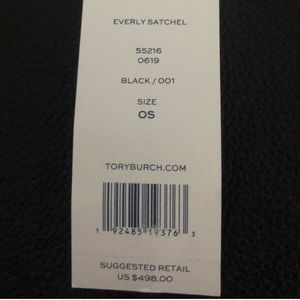 EVERLY SATCHEL
55216
0619
BLACK / 001
SIZE
OS
TORYBURCH.COM
1 92485 19376 3
SUGGESTED RETAIL
US $498.00